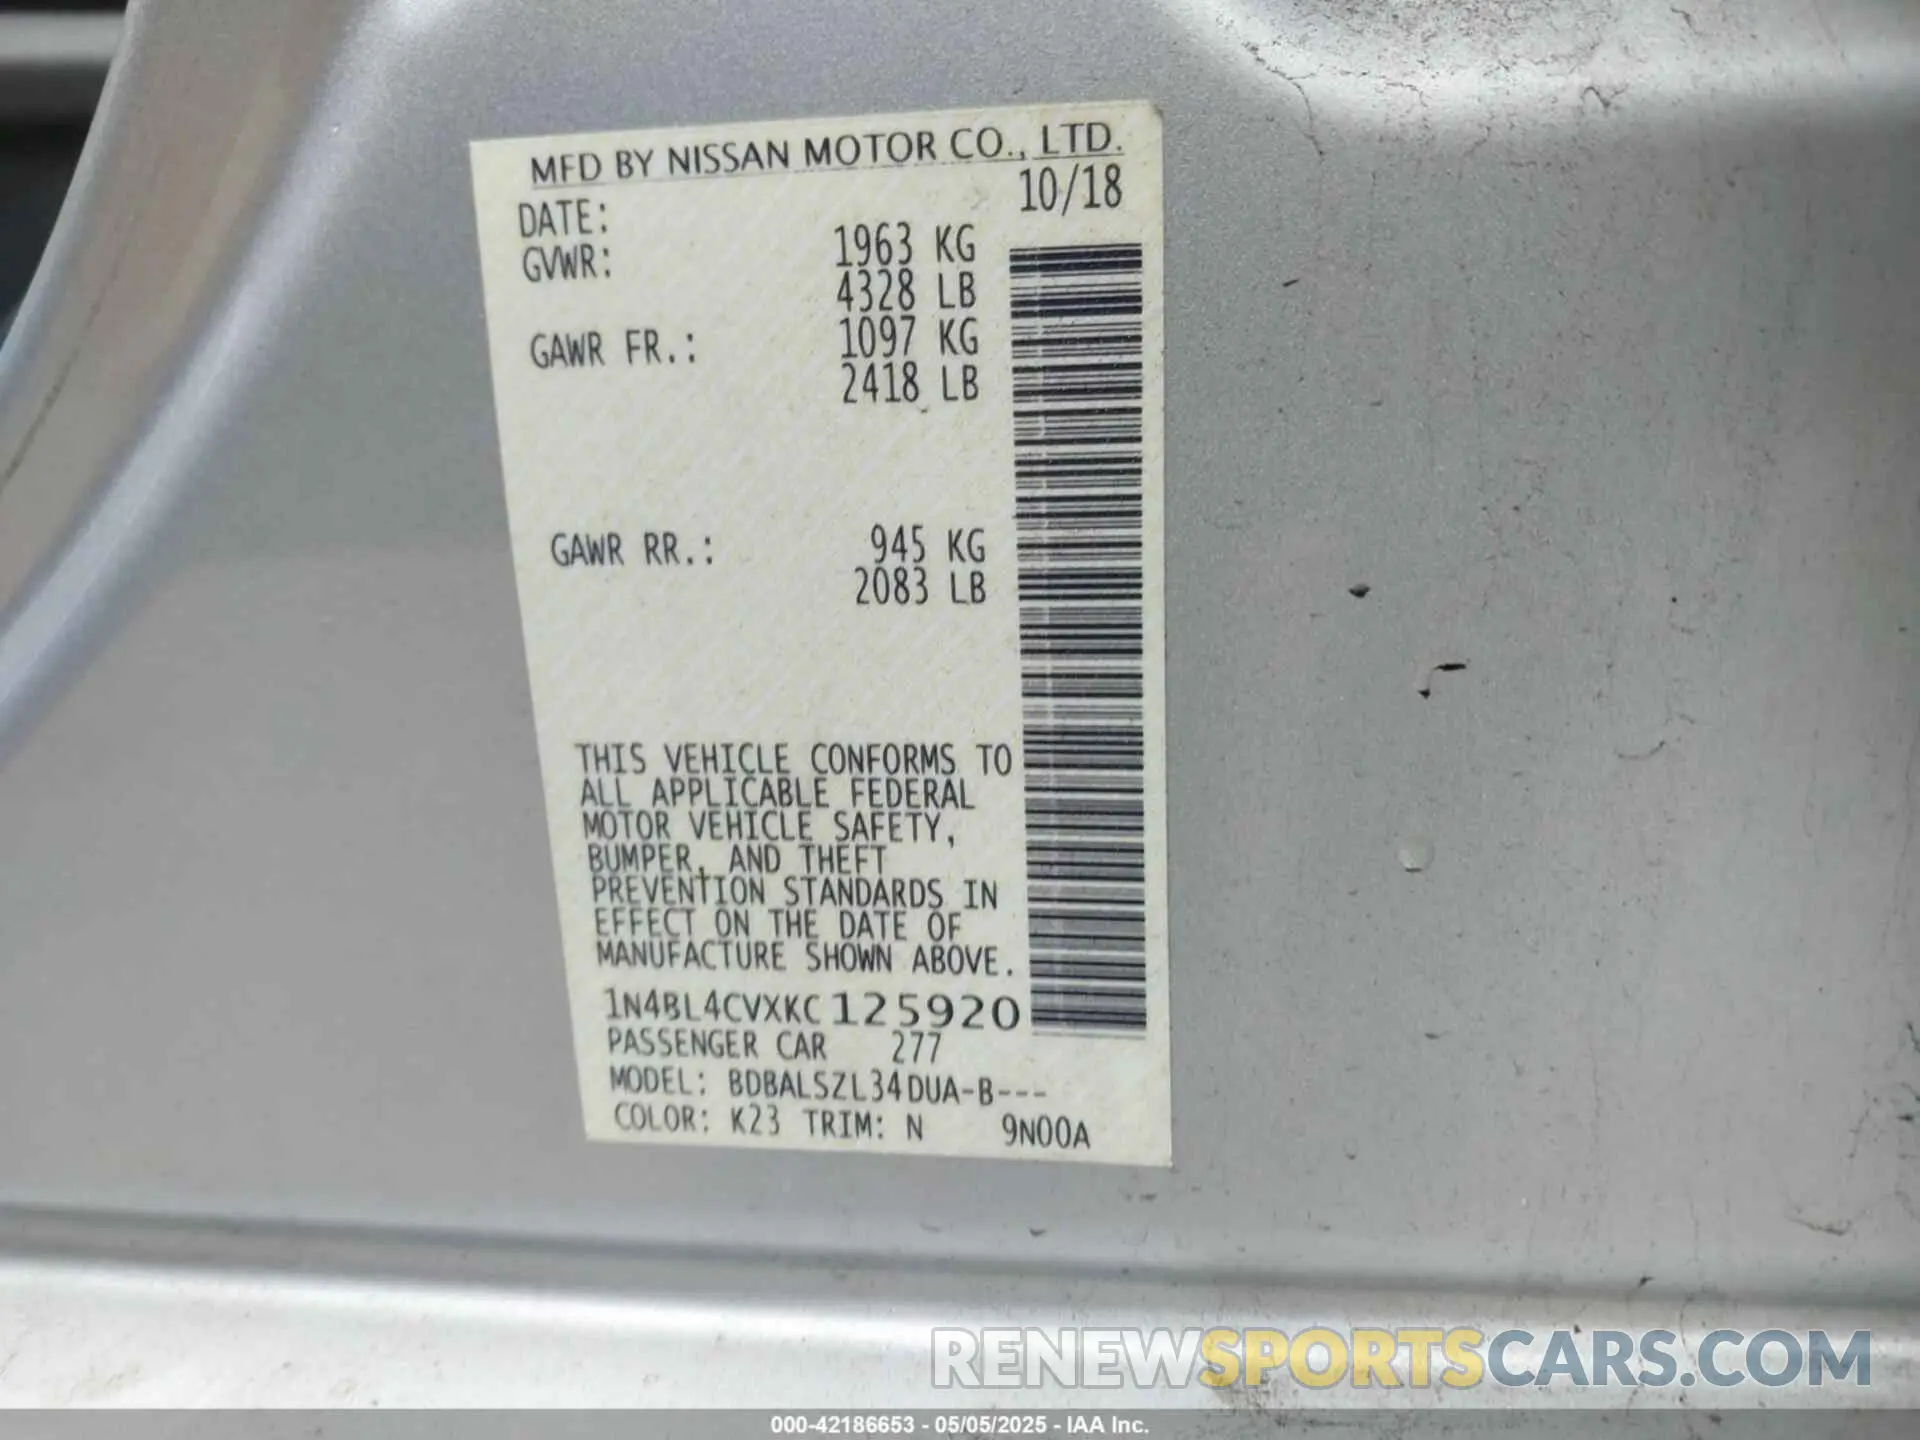 MFD BY NISSAN MOTOR CO., LTD.
DATE: 10/18
GVWR: 1963 KG
4328 LB
GAWR FR.: 1097 KG
2418 LB
GAWR RR.: 945 KG
2083 LB
THIS VEHICLE CONFORMS TO
ALL APPLICABLE FEDERAL
MOTOR VEHICLE SAFETY,
BUMPER, AND THEFT
PREVENTION STANDARDS IN
EFFECT ON THE DATE OF
MANUFACTURE SHOWN ABOVE.
1N4BL4CVXKC125920
PASSENGER CAR 277
MODEL: BDBALSZL34DUA-B---
COLOR: K23 TRIM: N 9N00A
RENEWSPORTSCARS.COM
000-42186653 - 05/05/2025 - IAA Inc.